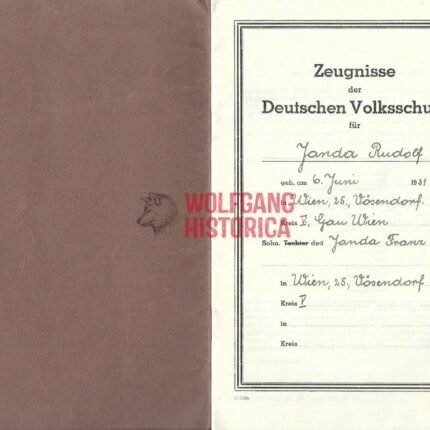 Zeugnisse
der
Deutschen Volksschu
für
Janda Rudolf
geb. am 6. Juni 1931
in Wien, 25., Vösendorf.
Kreis V, Gau Wien
Sohn, Tochter des Janda Franz
in Wien, 25., Vösendorf
Kreis V
in
Kreis
WOLFGANG
HISTORICA